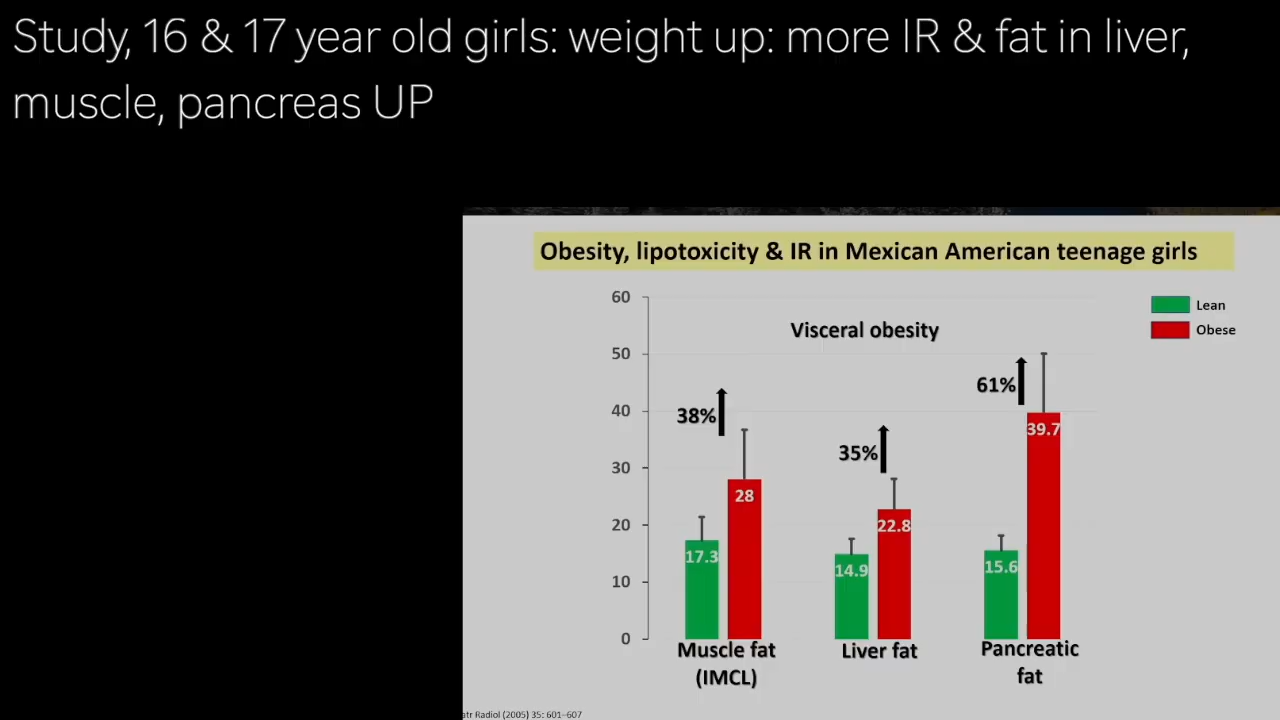 Study, 16 & 17 year old girls: weight up: more IR & fat in liver,
muscle, pancreas UP
Obesity, lipotoxicity & IR in Mexican American teenage girls
60
Lean
Visceral obesity
Obese
50
61%
40
38%
39.7
35%
30
28
22.8
20
17.3
14.9
15.6
10
0
Muscle fat
(IMCL)
Liver fat
Pancreatic
fat
atr Radiol (2005) 35: 601–607